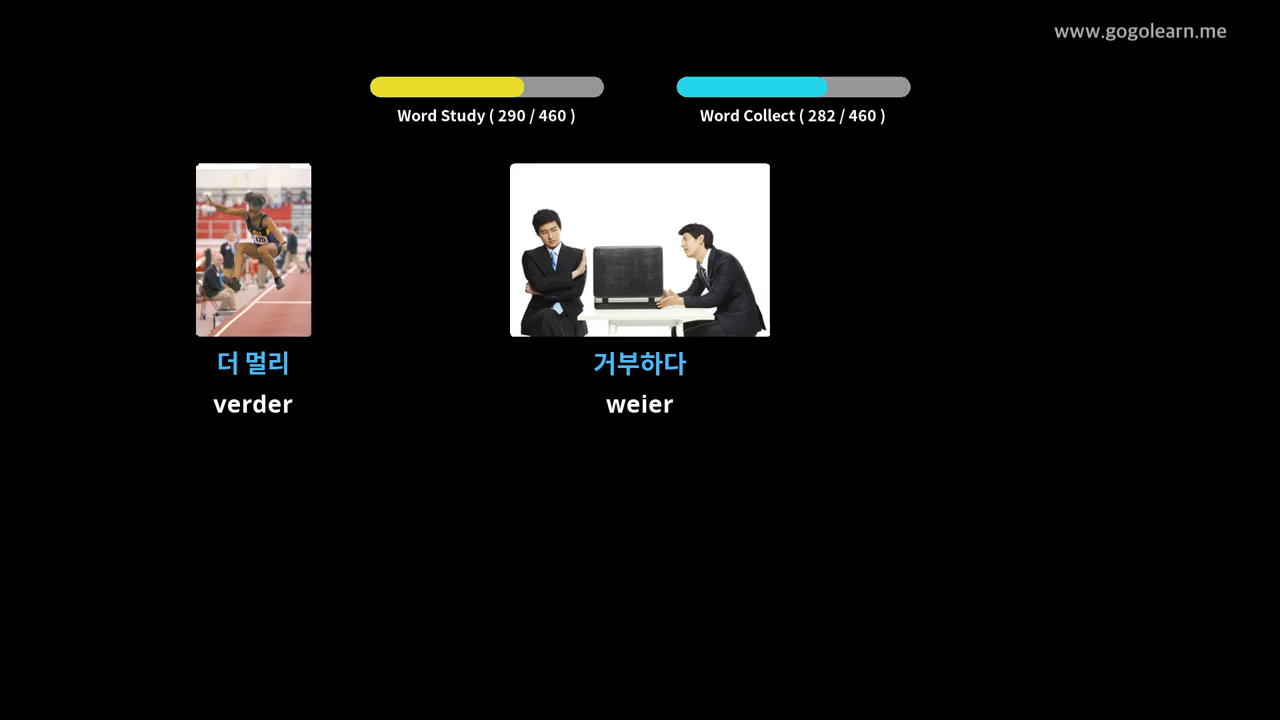 www.gogolearn.me
Word Study ( 290 / 460 )
Word Collect ( 282 / 460 )
더 멀리
verder
거부하다
weier